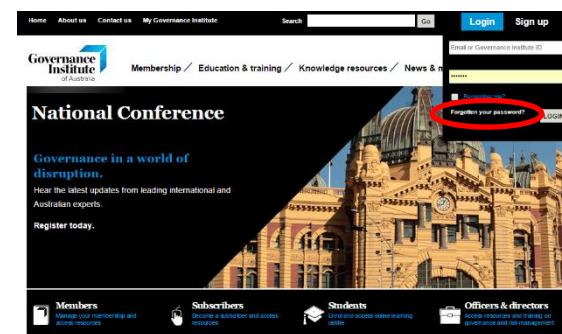 Home About us Contact us My Governance Institute Search Go Login Sign up
Email or Governance Institute ID
•••••••
Remember me?
Forgotten your password?
LOGIN
Governance
Institute
of Australia
Membership / Education & training / Knowledge resources / News & m
National Conference
Governance in a world of
disruption.
Hear the latest updates from leading international and
Australian experts.
Register today.
Members
Manage your membership and
access resources
Subscribers
Become a subscriber and access
resources
Students
Enrol and access online learning
centre
Officers & directors
Access resources and training on
governance and risk management